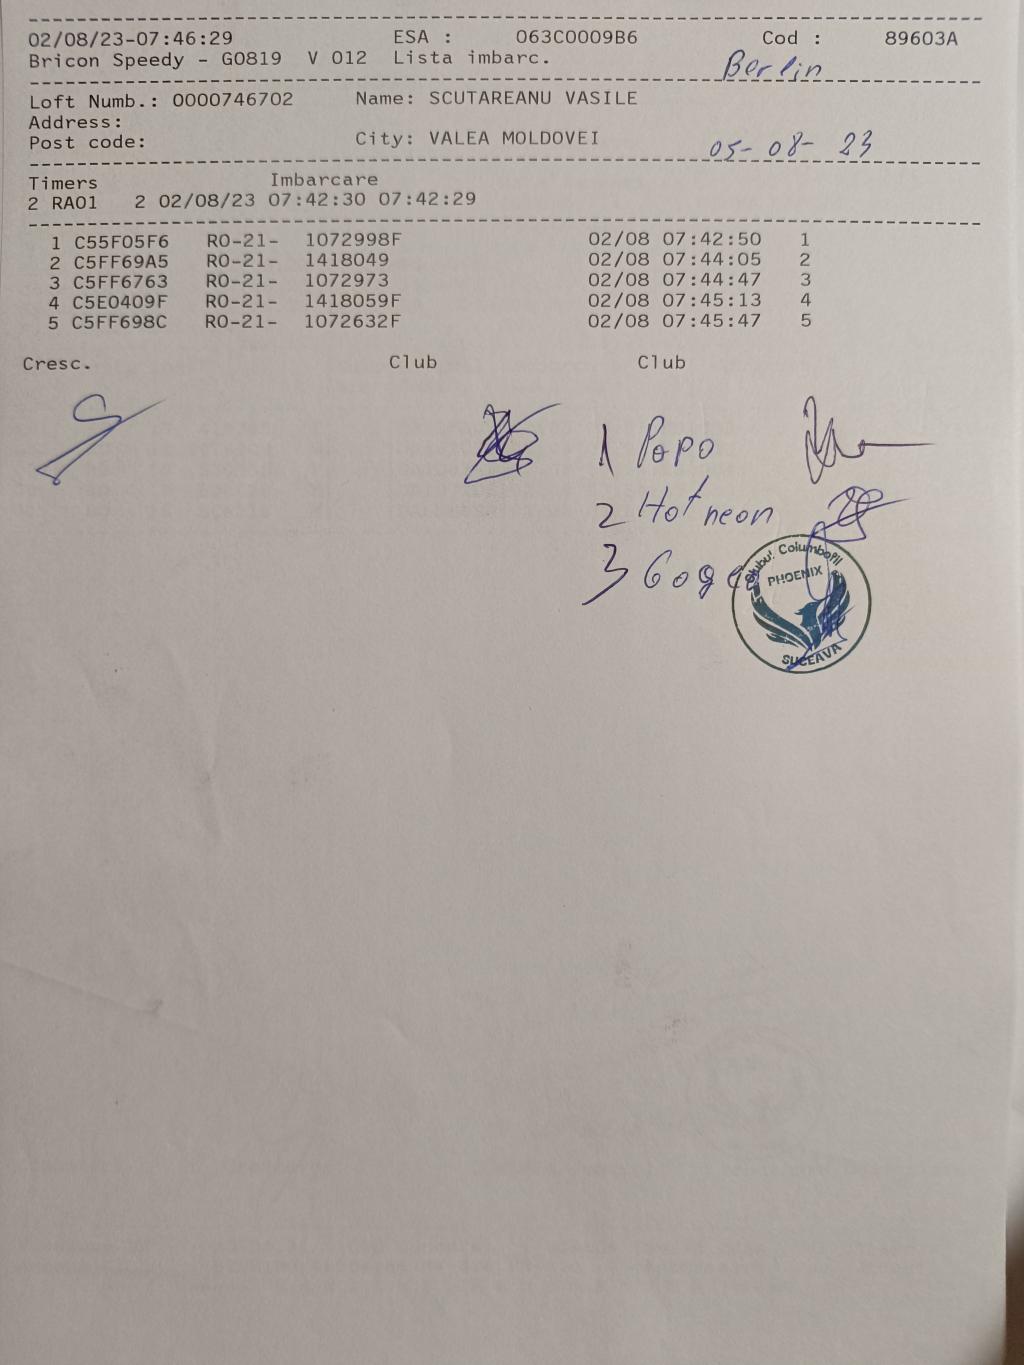 02/08/23-07:46:29 ESA : 063C0009B6 Cod : 89603A
Bricon Speedy - G0819 V 012 Lista imbarc. Berlin
Loft Numb.: 0000746702 Name: SCUTAREANU VASILE
Address:
Post code: City: VALEA MOLDOVEI 05-08-23
Timers Imbarcare
2 RA01 2 02/08/23 07:42:30 07:42:29
1 C55F05F6 RO-21- 1072998F 02/08 07:42:50 1
2 C5FF69A5 RO-21- 1418049 02/08 07:44:05 2
3 C5FF6763 RO-21- 1072973 02/08 07:44:47 3
4 C5E0409F RO-21- 1418059F 02/08 07:45:13 4
5 C5FF698C RO-21- 1072632F 02/08 07:45:47 5
Cresc. Club Club
1 Popo
2 Hotneon
3
Clubul Columbofil
PHOENIX
SUCEAVA